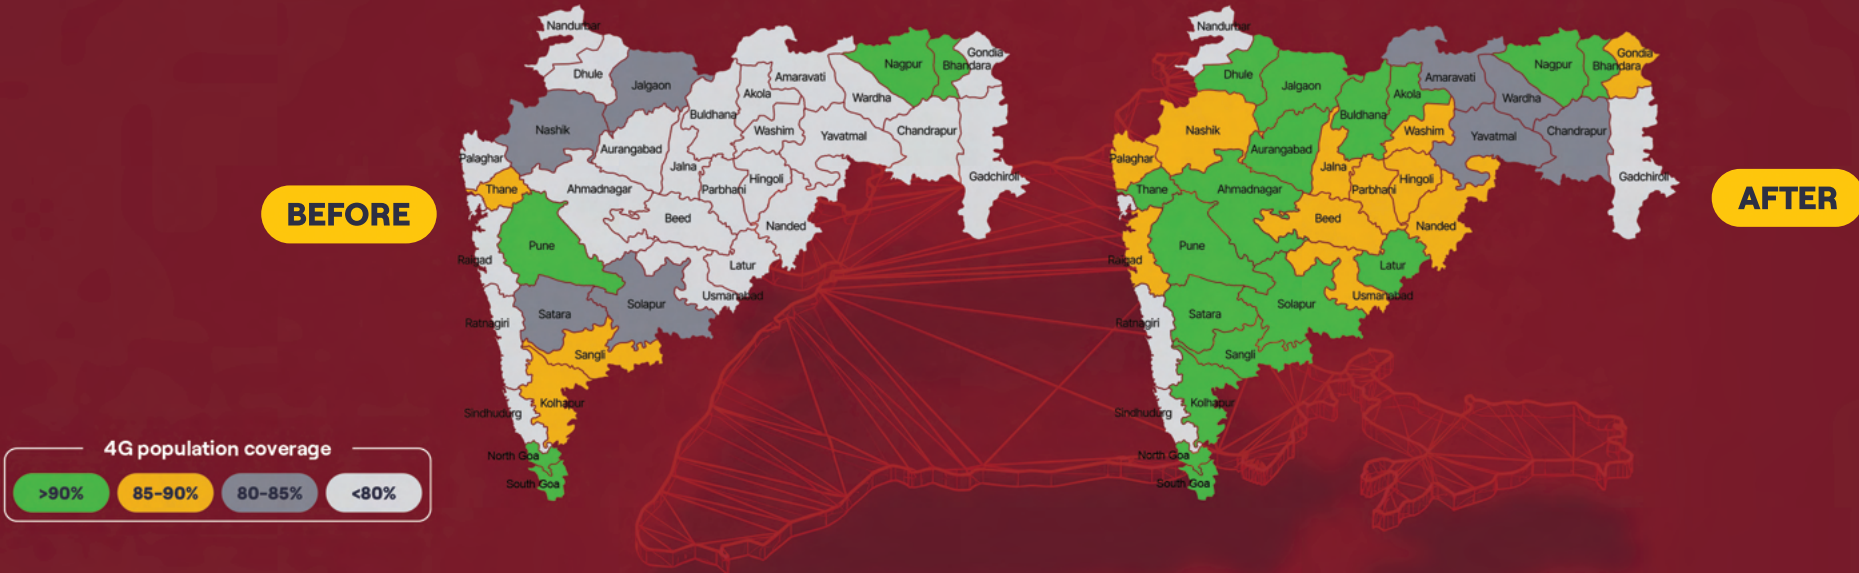 BEFORE
Nandurbar
Dhule
Jalgaon
Nashik
Palaghar
Thane
Aurangabad
Ahmadnagar
Buldhana
Akola
Amaravati
Wardha
Nagpur
Bhandara
Gondia
Washim
Yavatmal
Chandrapur
Gadchiroli
Jalna
Parbhani
Hingoli
Beed
Nanded
Pune
Raigad
Latur
Usmanabad
Solapur
Satara
Ratnagiri
Sangli
Kolhapur
Sindhudurg
North Goa
South Goa
AFTER
Nandurbar
Dhule
Jalgaon
Nashik
Palaghar
Thane
Aurangabad
Ahmadnagar
Buldhana
Akola
Amaravati
Wardha
Nagpur
Bhandara
Gondia
Washim
Yavatmal
Chandrapur
Gadchiroli
Jalna
Parbhani
Hingoli
Beed
Nanded
Pune
Raigad
Latur
Usmanabad
Solapur
Satara
Ratnagiri
Sangli
Kolhapur
Sindhudurg
North Goa
South Goa
4G population coverage
>90%
85-90%
80-85%
<80%